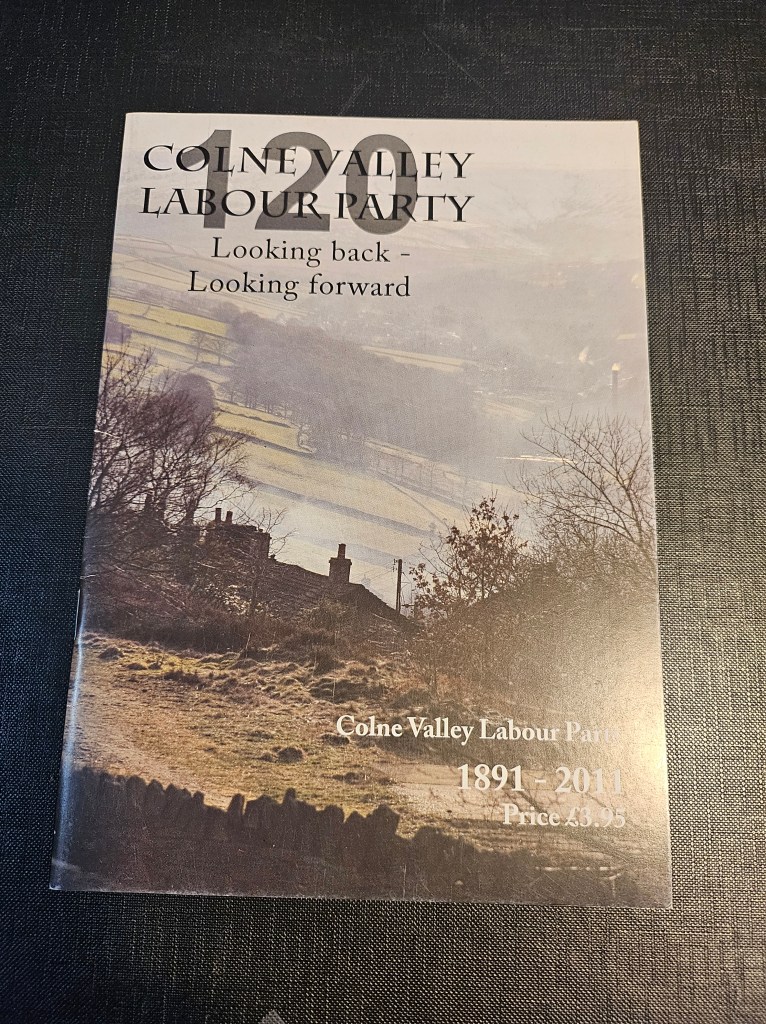 120
COLNE VALLEY
LABOUR PARTY
Looking back -
Looking forward
Colne Valley Labour Party
1891 - 2011
Price £3.95